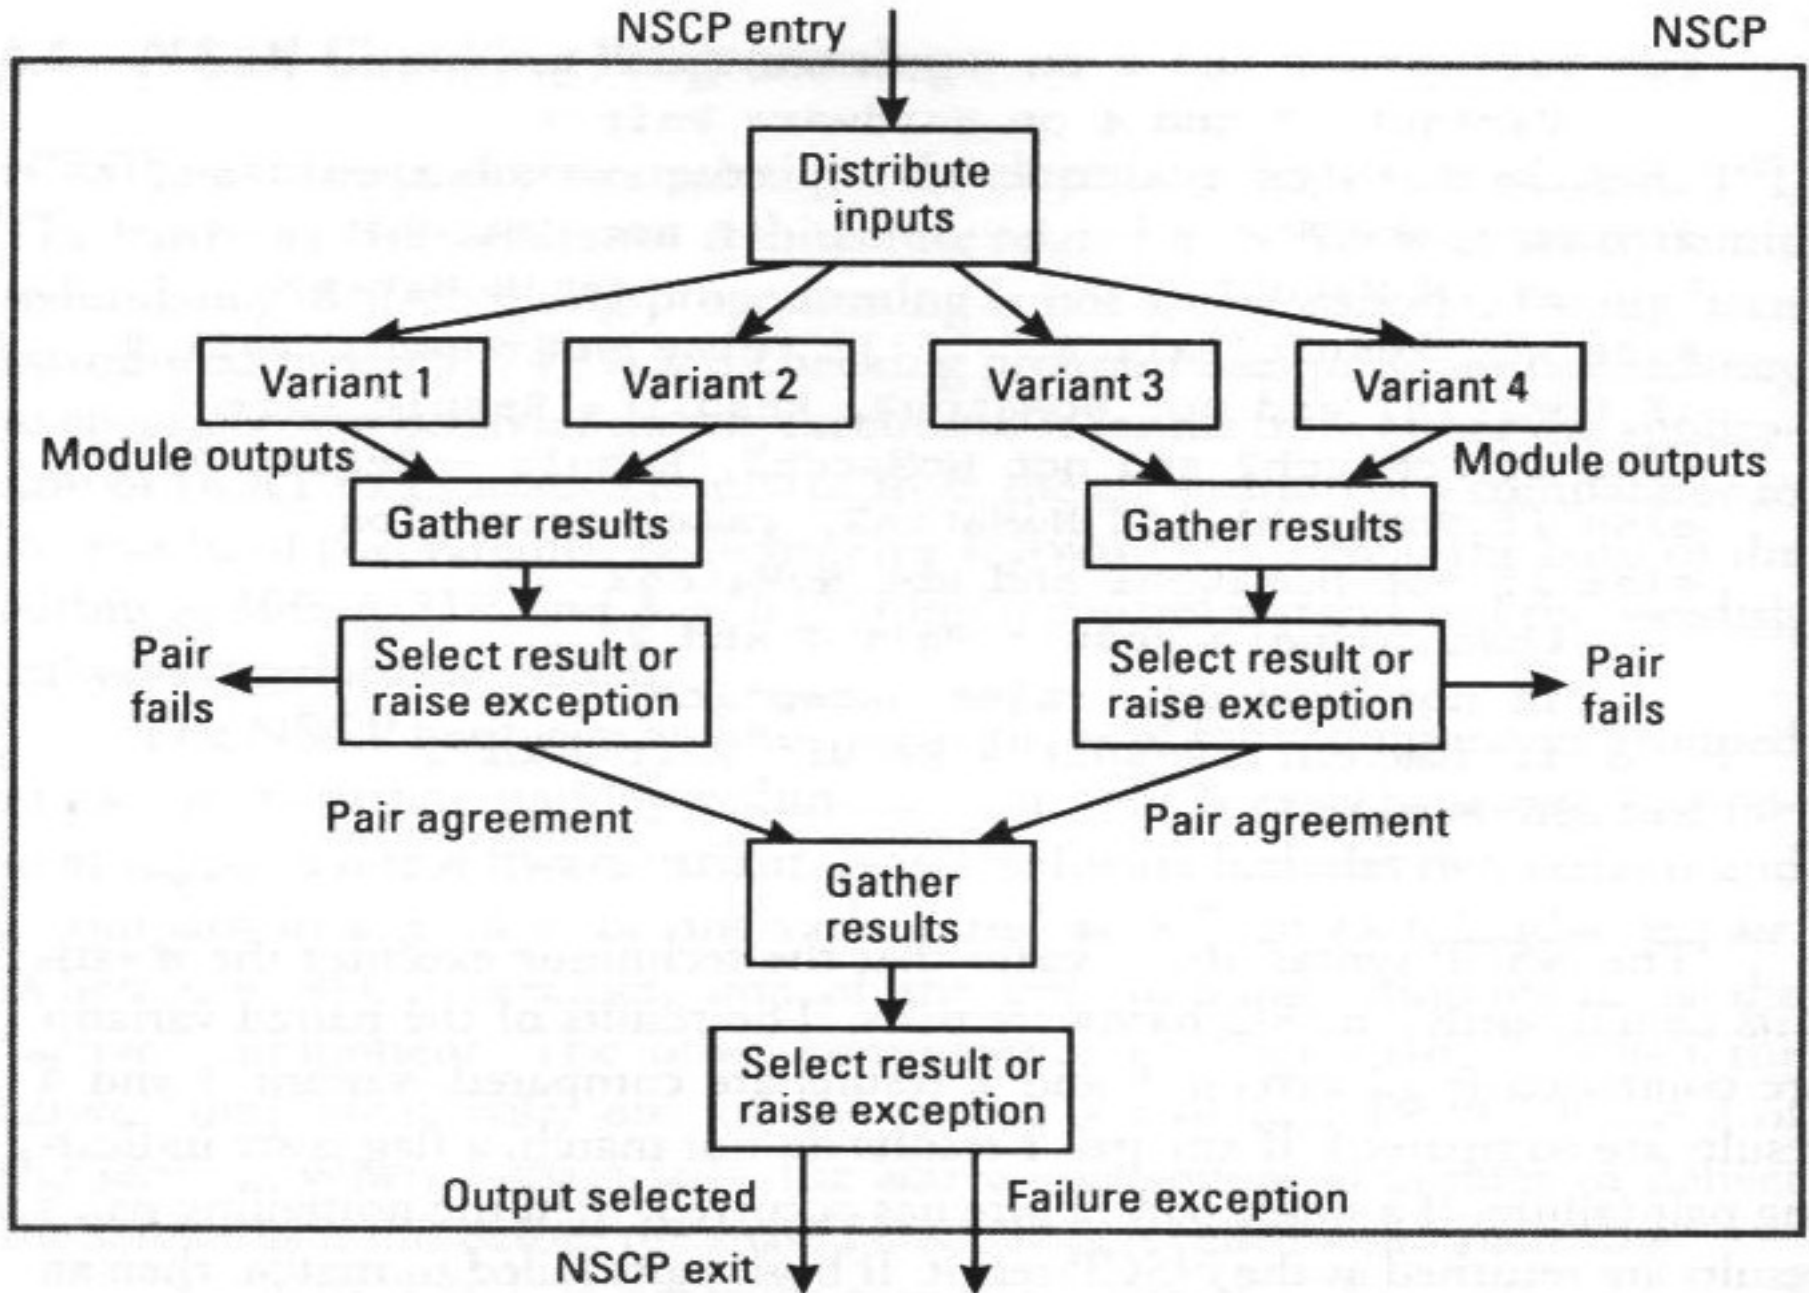 NSCP entry
NSCP
Distribute
inputs
Variant 1
Variant 2
Variant 3
Variant 4
Module outputs
Module outputs
Gather results
Gather results
Pair
fails
Select result or
raise exception
Select result or
raise exception
Pair
fails
Pair agreement
Pair agreement
Gather
results
Select result or
raise exception
Output selected
Failure exception
NSCP exit